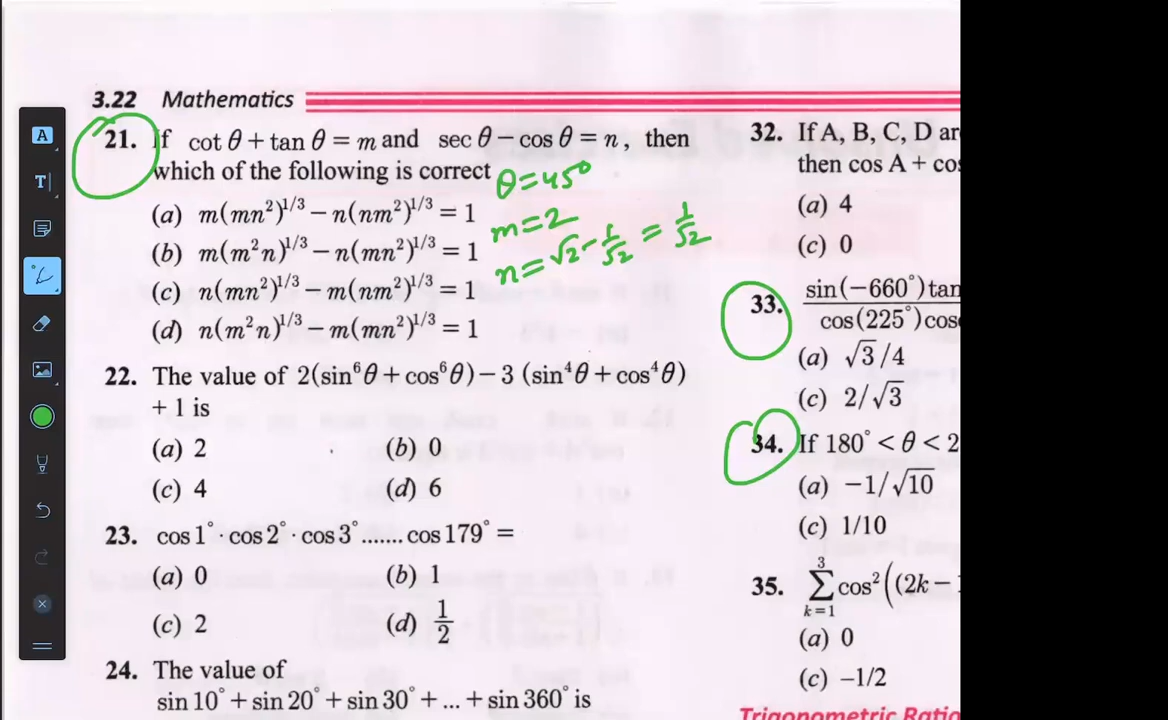 3.22 Mathematics
21. If cot θ + tan θ = m and sec θ − cos θ = n, then
which of the following is correct
θ = 45°
(a) m(mn²)^1/3 − n(nm²)^1/3 = 1
m = 2
(b) m(m²n)^1/3 − n(mn²)^1/3 = 1
n = √2 − 1/√2 = 1/√2
(c) n(mn²)^1/3 − m(nm²)^1/3 = 1
(d) n(m²n)^1/3 − m(mn²)^1/3 = 1
22. The value of 2(sin⁶θ + cos⁶θ) − 3 (sin⁴θ + cos⁴θ)
+ 1 is
(a) 2 (b) 0
(c) 4 (d) 6
23. cos 1° cos 2° · cos 3° ....... cos 179° =
(a) 0 (b) 1
(c) 2 (d) 1/2
24. The value of
sin 10° + sin 20° + sin 30° + ... + sin 360° is
32. If A, B, C, D
then cos A +
(a) 4
(c) 0
33. sin(−660°)tan
cos(225°)
(a) √3/4
(c) 2/√3
34. If 180° < θ < 2
(a) −1/√10
(c) 1/10
35. 3 ∑ k=1 cos² ((2k −
(a) 0
(c) −1/2
Trigonometric
A
T